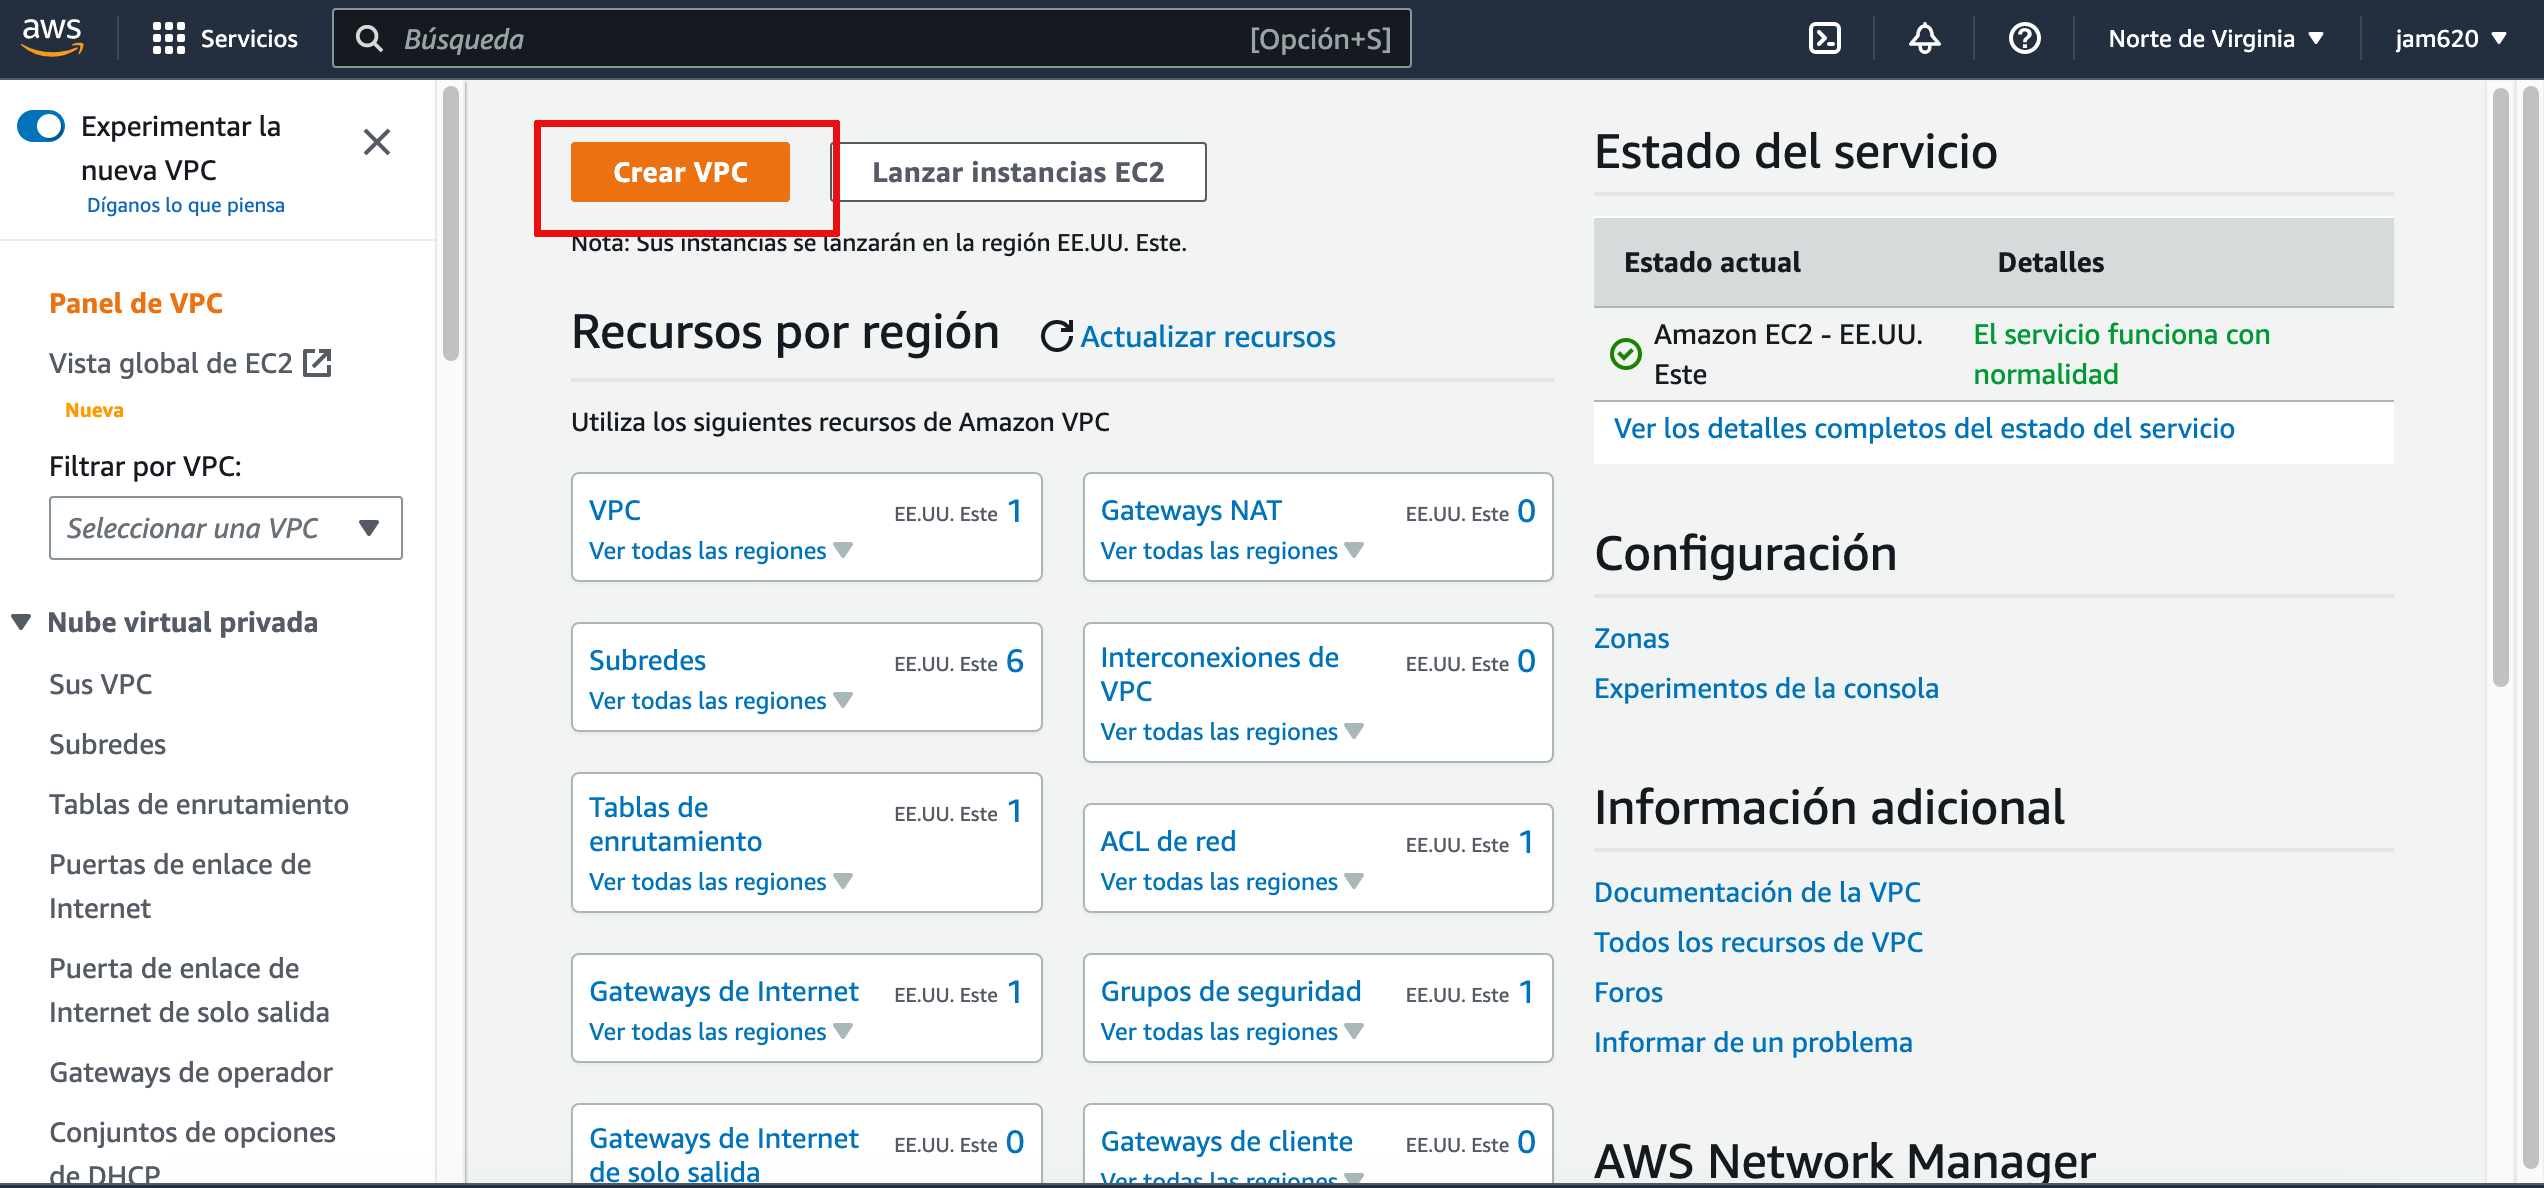 aws
Servicios
Búsqueda
[Opción+S]
Norte de Virginia
jam620
Experimentar la
nueva VPC
Díganos lo que piensa
Panel de VPC
Vista global de EC2
Nueva
Filtrar por VPC:
Seleccionar una VPC
Nube virtual privada
Sus VPC
Subredes
Tablas de enrutamiento
Puertas de enlace de
Internet
Puerta de enlace de
Internet de solo salida
Gateways de operador
Conjuntos de opciones
de DHCP
Crear VPC
Lanzar instancias EC2
Nota: Sus instancias se lanzarán en la región EE.UU. Este.
Recursos por región
Actualizar recursos
Utiliza los siguientes recursos de Amazon VPC
VPC
EE.UU. Este 1
Ver todas las regiones
Gateways NAT
EE.UU. Este 0
Ver todas las regiones
Subredes
EE.UU. Este 6
Ver todas las regiones
Interconexiones de
VPC
EE.UU. Este 0
Ver todas las regiones
Tablas de
enrutamiento
EE.UU. Este 1
Ver todas las regiones
ACL de red
EE.UU. Este 1
Ver todas las regiones
Gateways de Internet
EE.UU. Este 1
Ver todas las regiones
Grupos de seguridad
EE.UU. Este 1
Ver todas las regiones
Gateways de Internet
de solo salida
EE.UU. Este 0
Gateways de cliente
EE.UU. Este 0
Ver todas las regiones
Estado del servicio
Estado actual
Detalles
Amazon EC2 - EE.UU.
Este
El servicio funciona con
normalidad
Ver los detalles completos del estado del servicio
Configuración
Zonas
Experimentos de la consola
Información adicional
Documentación de la VPC
Todos los recursos de VPC
Foros
Informar de un problema
AWS Network Manager